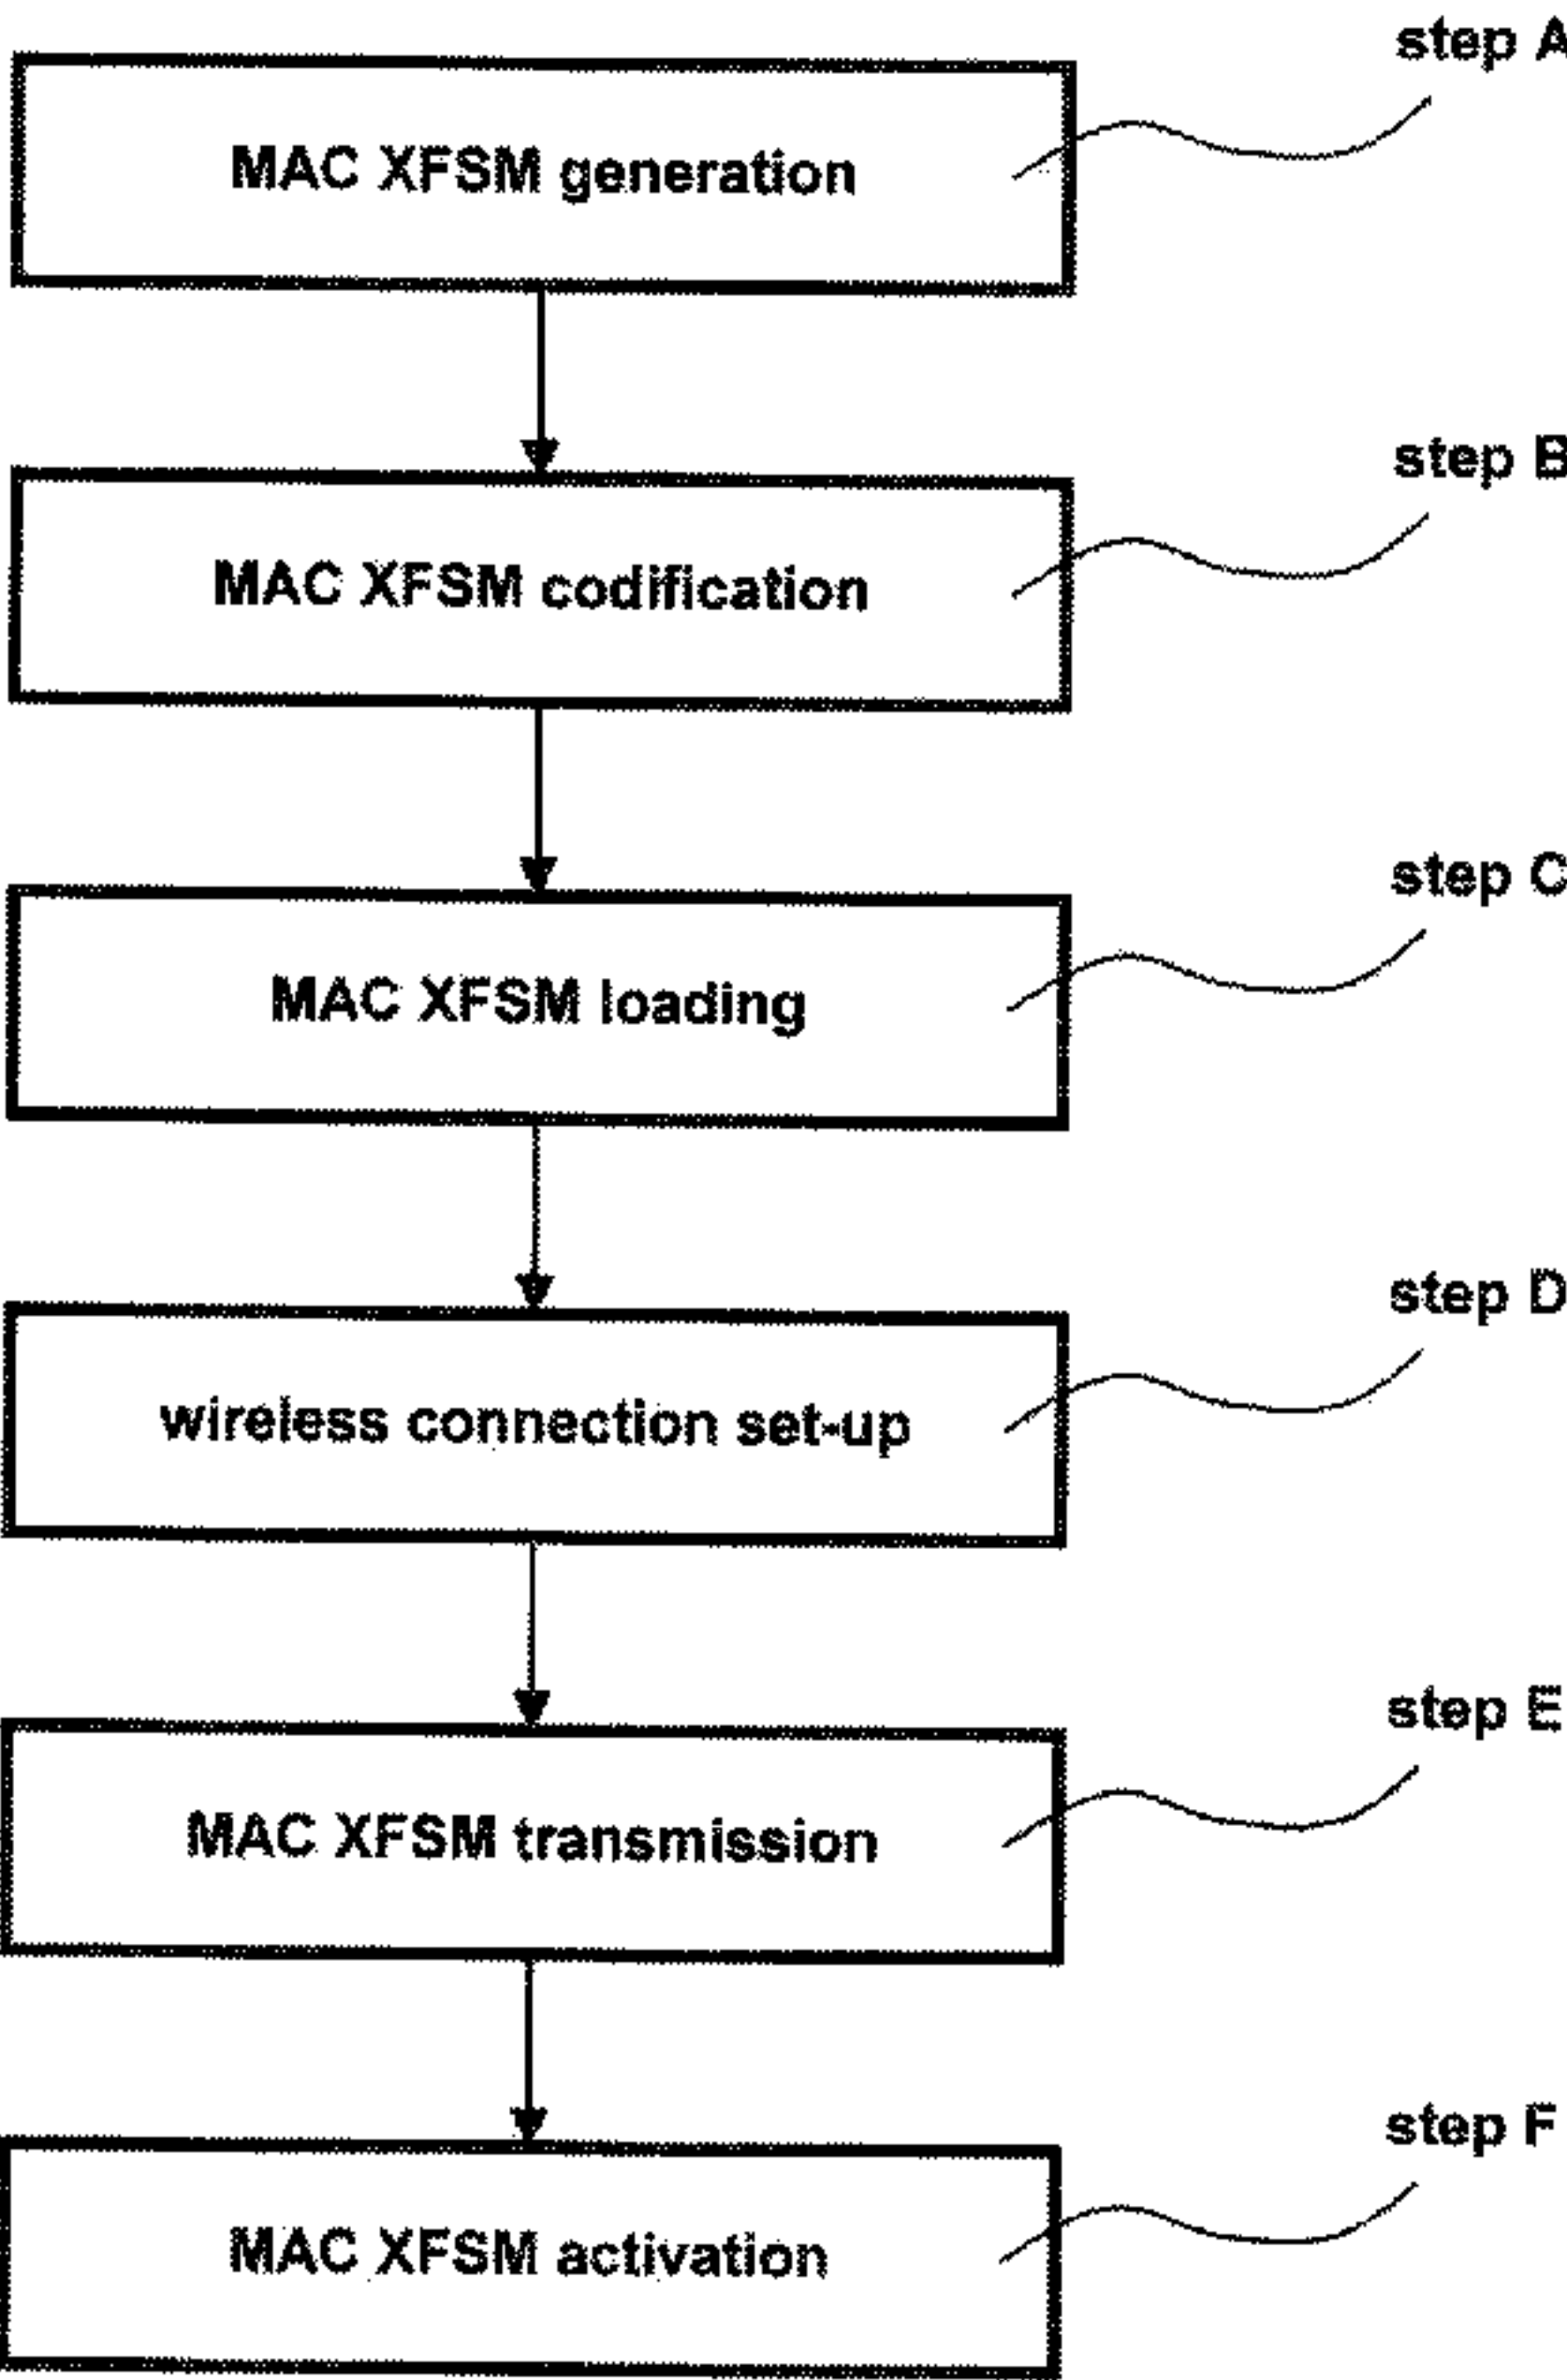 step A
MAC XFSM generation
step B
MAC XFSM codification
step C
MAC XFSM loading
step D
wireless connection set-up
step E
MAC XFSM transmission
step F
MAC XFSM activation